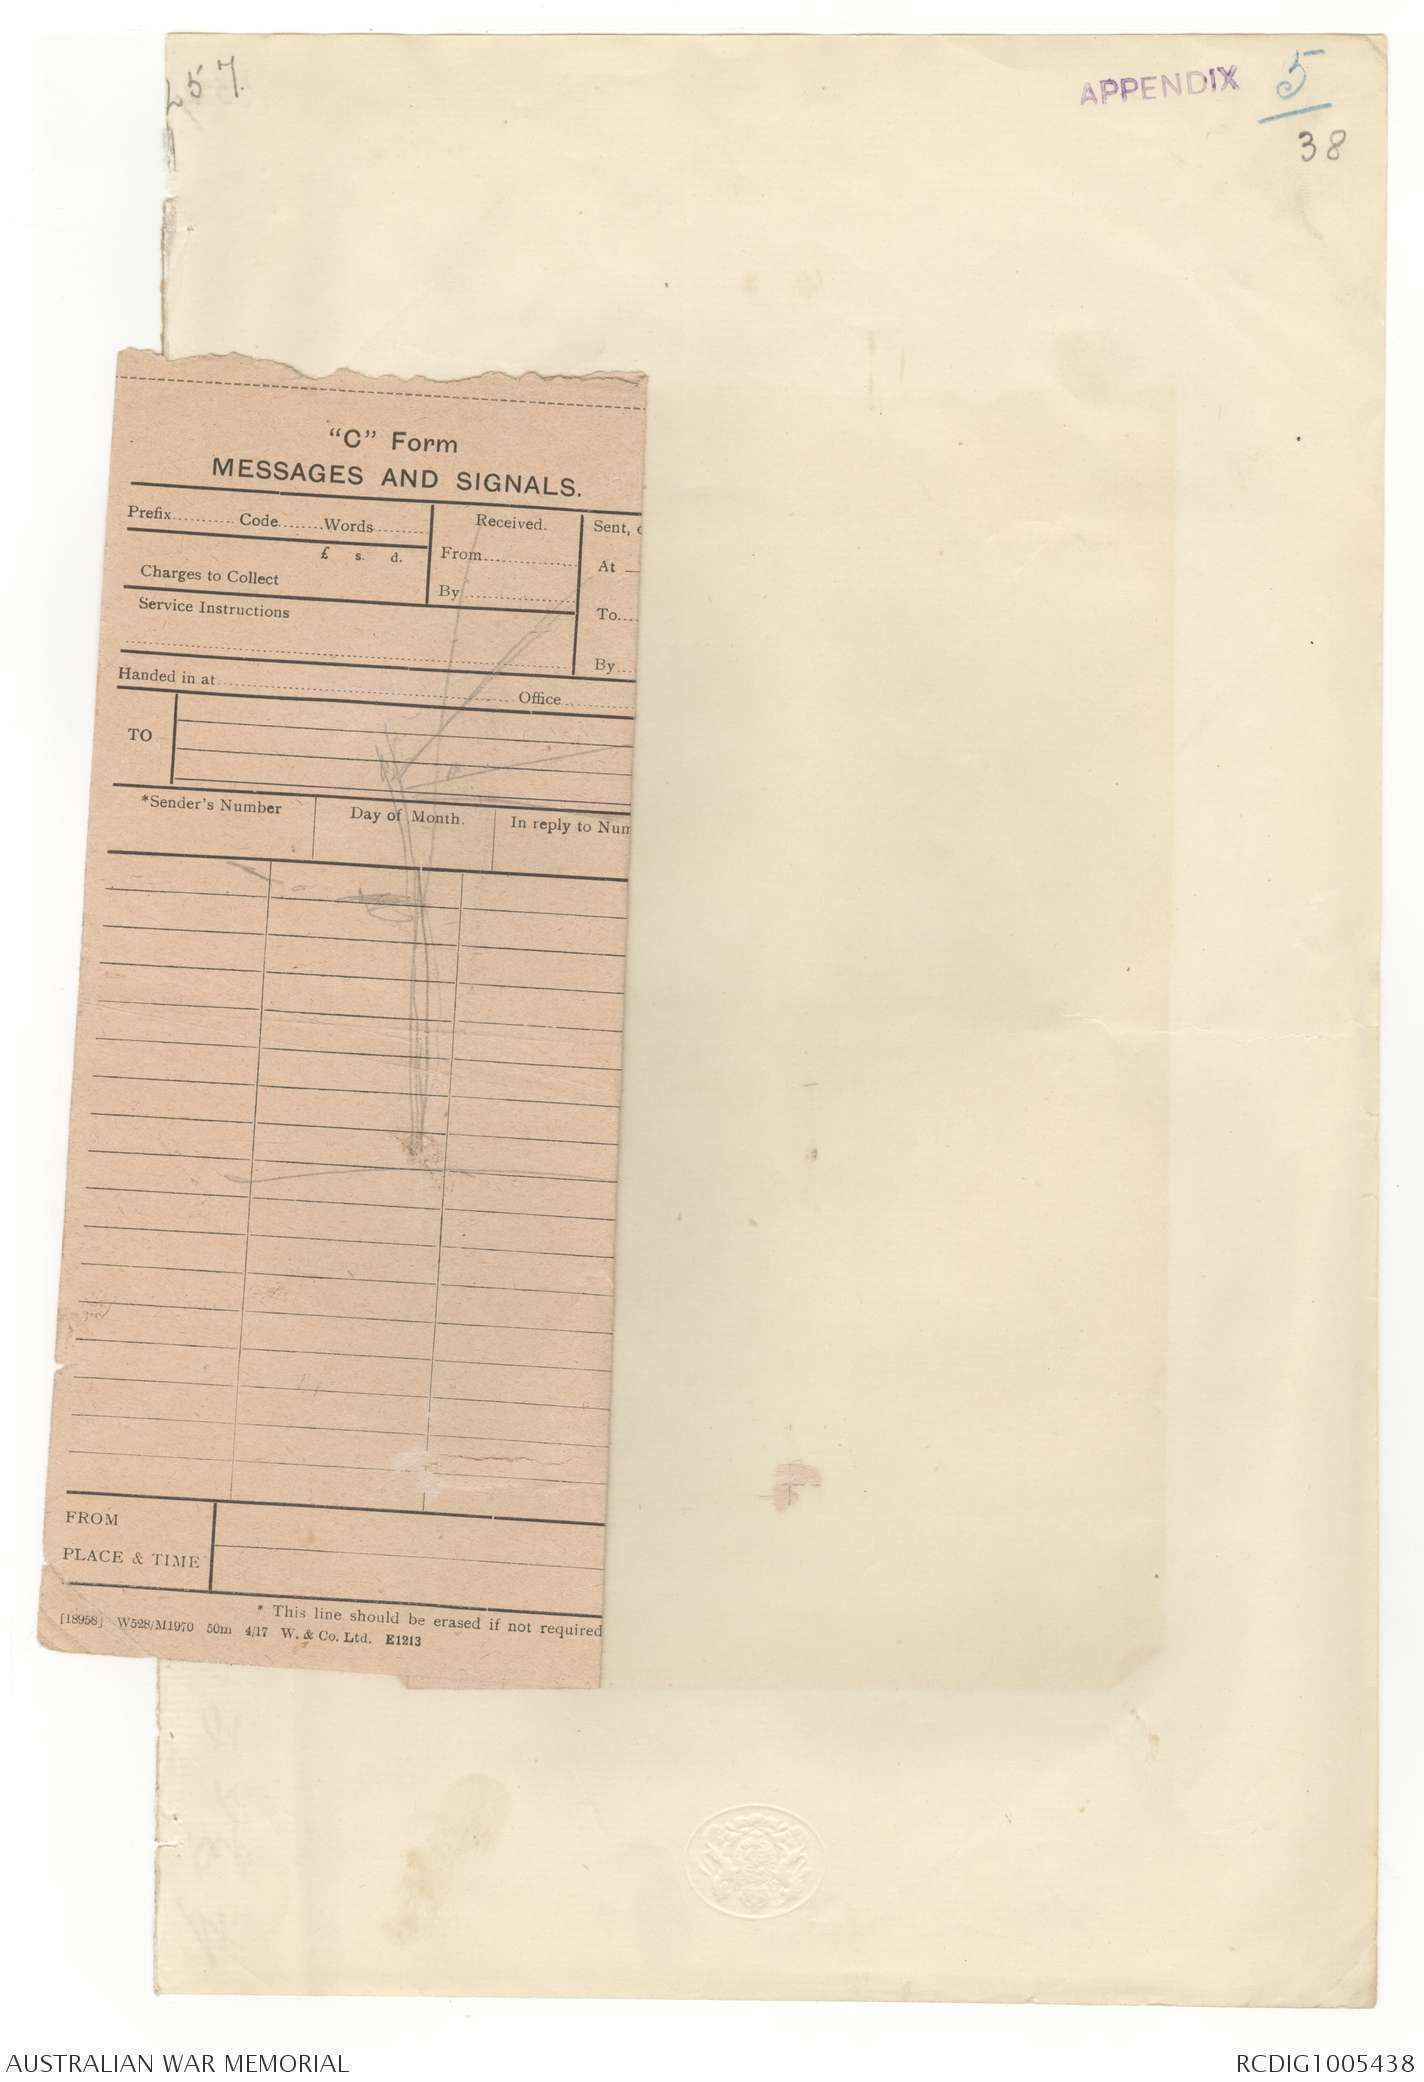 257.
APPENDIX 5
38
"C" Form
MESSAGES AND SIGNALS.
Prefix........... Code........Words.........
£ s. d.
Charges to Collect
Service Instructions
Received.
From.................
By....................
Sent,
At
To....
By....
Handed in at.................................................. Office............
TO
*Sender's Number
Day of Month.
In reply to Num
FROM
PLACE & TIME
* This line should be erased if not required
[18958] W528/M1970 50m 4/17 W. & Co. Ltd. E1213
AUSTRALIAN WAR MEMORIAL
RCDIG1005438